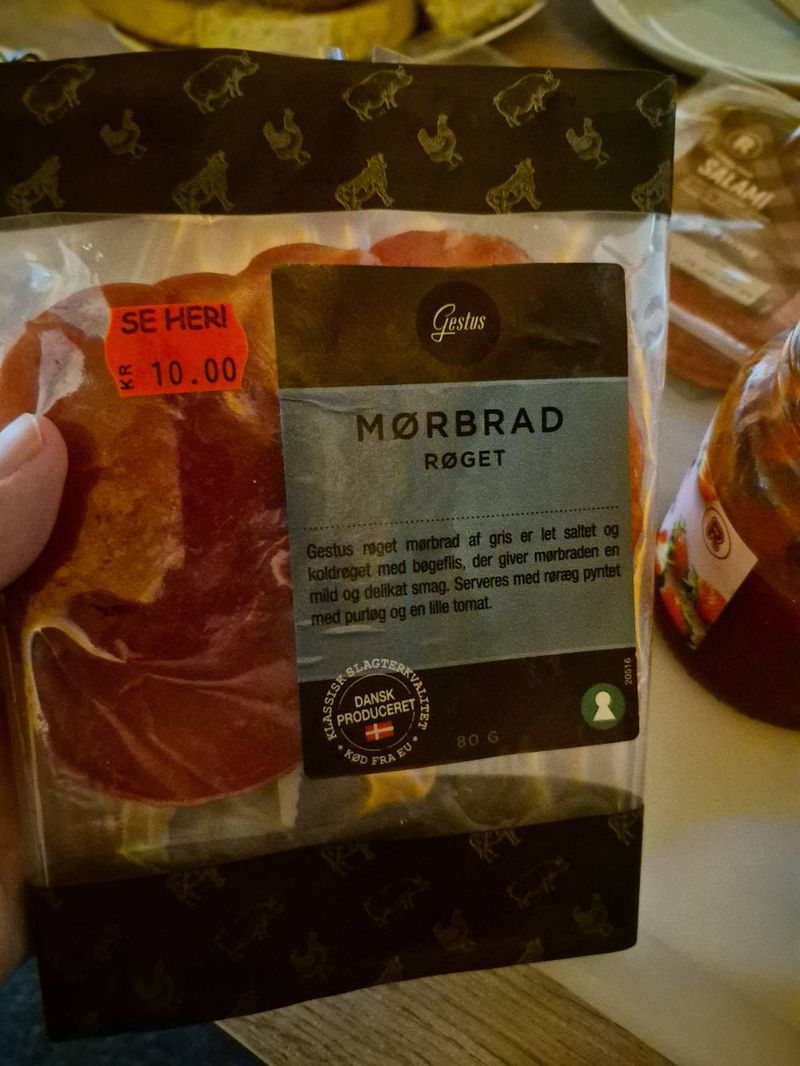 SALAMI
SE HER!
KR 10.00
Gestus
MØRBRAD
RØGET
Gestus røget mørbrad af gris er let saltet og
koldrøget med bøgeflis, der giver mørbraden en
mild og delikat smag. Serveres med røræg pyntet
med purløg og en lille tomat.
KLASSISK SLAGTERKVALITET
DANSK
PRODUCERET
KØD FRA EU
80 G
20516